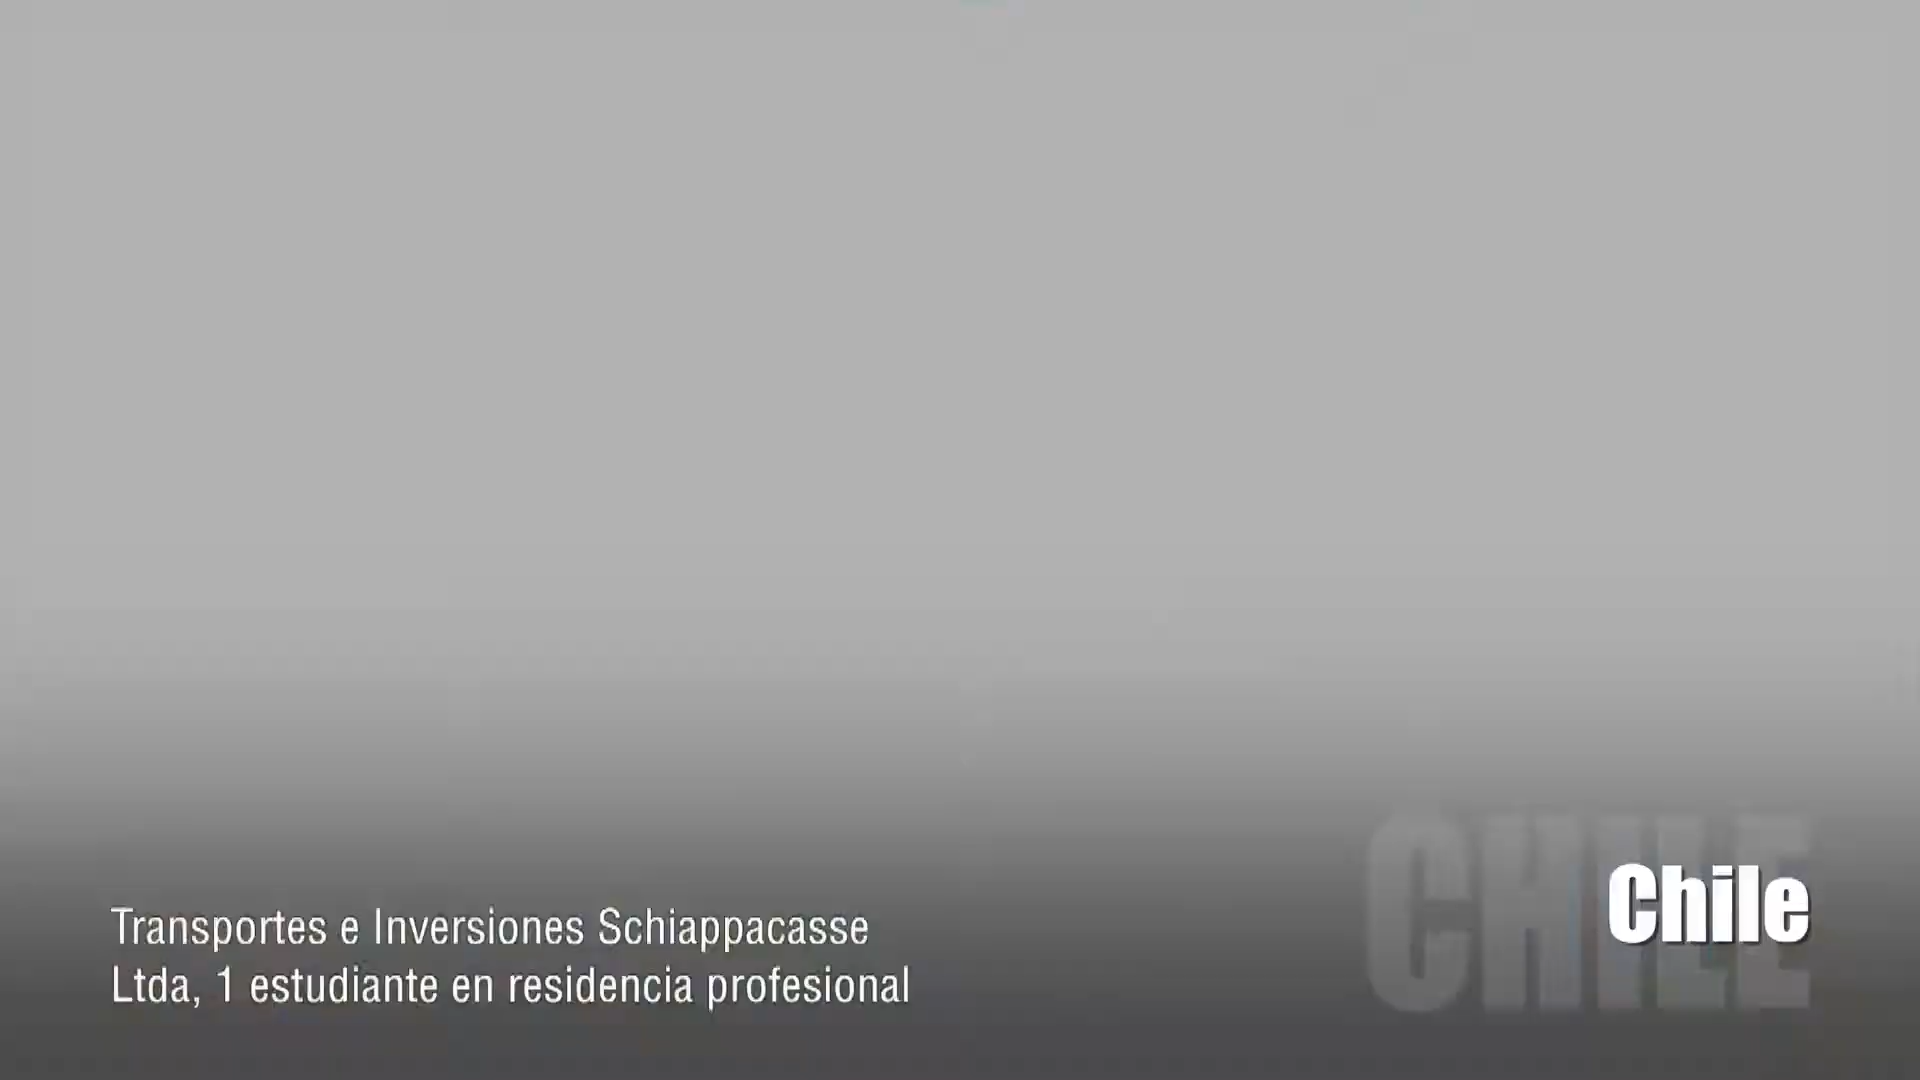 Transportes e Inversiones Schiappacasse
Ltda, 1 estudiante en residencia profesional
CHILE
Chile